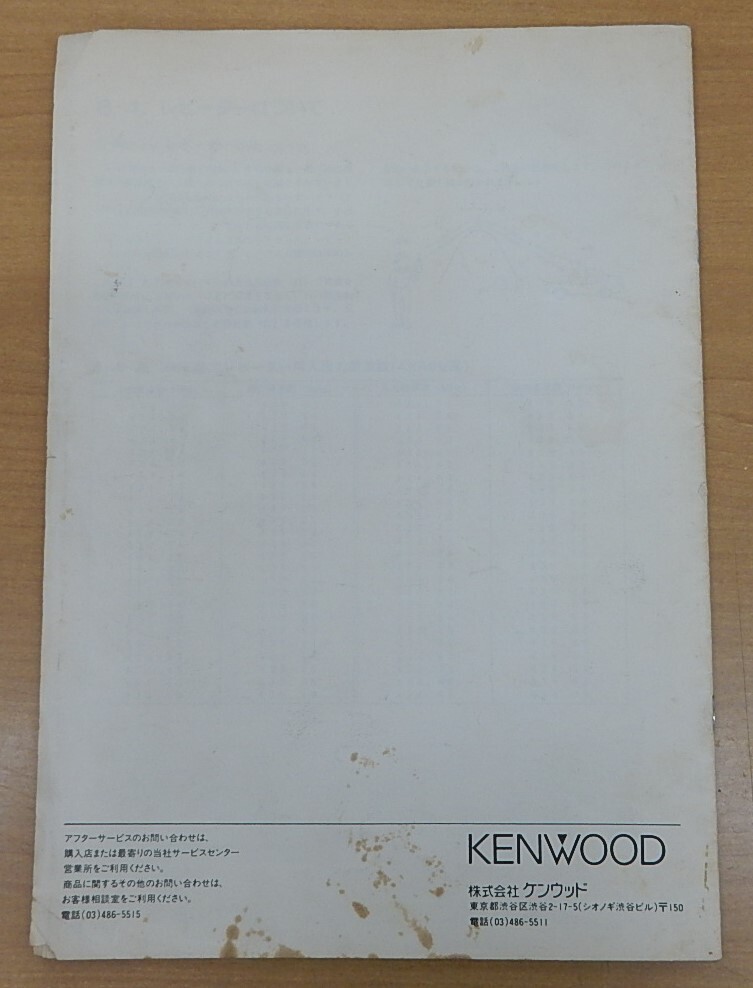 アフターサービスのお問い合わせは、
購入店または最寄りの当社サービスセンター
営業所をご利用ください。
商品に関するその他のお問い合わせは、
お客様相談室をご利用ください。
電話(03)486-5515
KENWOOD
株式会社 ケンウッド
東京都渋谷区渋谷2-17-5(シオノギ渋谷ビル)〒150
電話(03)486-5511